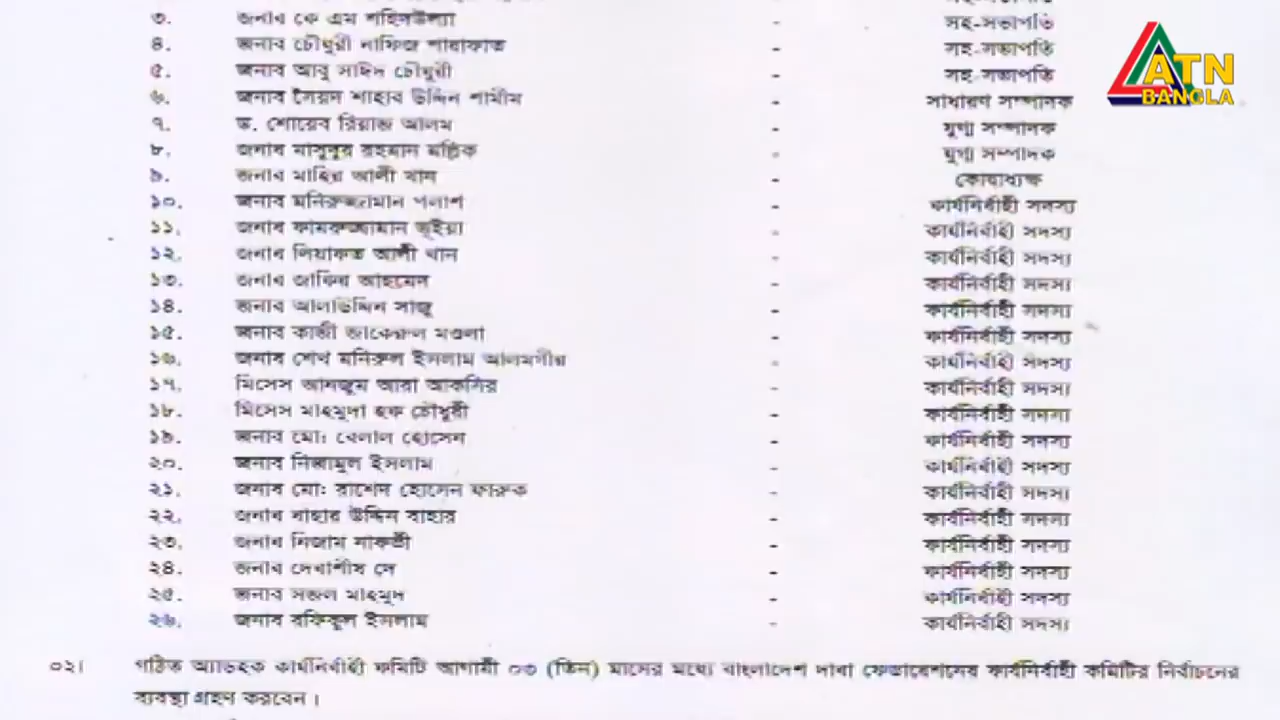 ৩. জনাব কে এম শহিদউল্যা - সহ-সভাপতি
৪. জনাব চৌধুরী নাফিজ শারাফাত - সহ-সভাপতি
৫. জনাব আবু সাঈদ চৌধুরী - সহ-সভাপতি
৬. জনাব সৈয়দ শাহাব উদ্দিন শামীম - সাধারণ সম্পাদক
৭. ড. শোয়েব রিয়াজ আলম - যুগ্ম সম্পাদক
৮. জনাব মাসুদুর রহমান মল্লিক - যুগ্ম সম্পাদক
৯. জনাব মাহির আলী খান - কোষাধ্যক্ষ
১০. জনাব মনিরুজ্জামান পলাশ - কার্যনির্বাহী সদস্য
১১. জনাব কামরুজ্জামান ভূইয়া - কার্যনির্বাহী সদস্য
১২. জনাব লিয়াকত আলী খান - কার্যনির্বাহী সদস্য
১৩. জনাব জাকির আহমেদ - কার্যনির্বাহী সদস্য
১৪. জনাব আলাউদ্দিন সাজু - কার্যনির্বাহী সদস্য
১৫. জনাব কাজী জাকেরুল মওলা - কার্যনির্বাহী সদস্য
১৬. জনাব শেখ মনিরুল ইসলাম আলমগীর - কার্যনির্বাহী সদস্য
১৭. মিসেস আনজুম আরা আকসির - কার্যনির্বাহী সদস্য
১৮. মিসেস মাহমুদা হক চৌধুরী - কার্যনির্বাহী সদস্য
১৯. জনাব মো: বেলাল হোসেন - কার্যনির্বাহী সদস্য
২০. জনাব নিজামুল ইসলাম - কার্যনির্বাহী সদস্য
২১. জনাব মো: রাশেদ হোসেন ফারুক - কার্যনির্বাহী সদস্য
২২. জনাব বাহার উদ্দিন বাহার - কার্যনির্বাহী সদস্য
২৩. জনাব নিজাম - কার্যনির্বাহী সদস্য
২৪. জনাব দেবাশীষ দে - কার্যনির্বাহী সদস্য
২৫. জনাব সজল মাহমুদ - কার্যনির্বাহী সদস্য
২৬. জনাব রফিকুল ইসলাম - কার্যনির্বাহী সদস্য
০২। গঠিত অ্যাডহক কার্যনির্বাহী কমিটি আগামী ০৩ (তিন) মাসের মধ্যে বাংলাদেশ দাবা ফেডারেশনের কার্যনির্বাহী কমিটির নির্বাচনের
ব্যবস্থা গ্রহণ করবেন।
ATN
BANGLA